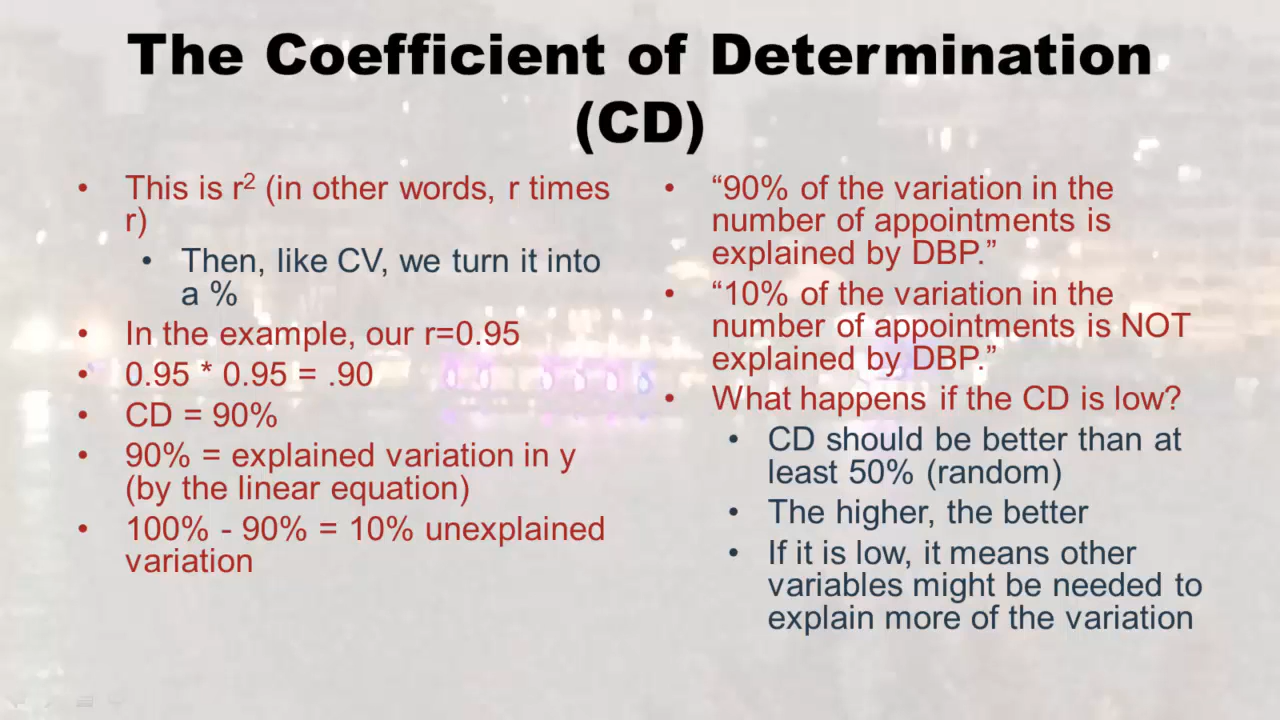 The Coefficient of Determination
(CD)
• This is r² (in other words, r times
r)
• Then, like CV, we turn it into
a %
• In the example, our r=0.95
• 0.95 * 0.95 = .90
• CD = 90%
• 90% = explained variation in y
(by the linear equation)
• 100% - 90% = 10% unexplained
variation
• “90% of the variation in the
number of appointments is
explained by DBP.”
• “10% of the variation in the
number of appointments is NOT
explained by DBP.”
• What happens if the CD is low?
• CD should be better than at
least 50% (random)
• The higher, the better
• If it is low, it means other
variables might be needed to
explain more of the variation